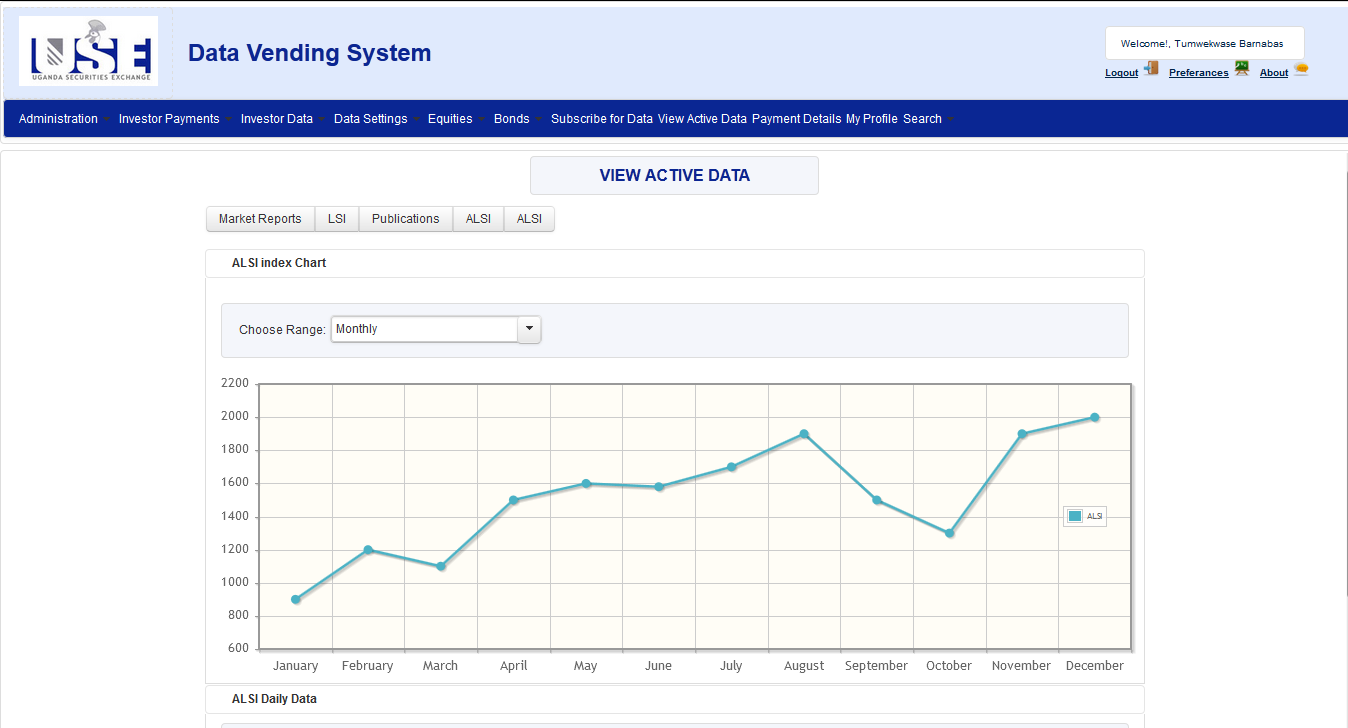 USE
UGANDA SECURITIES EXCHANGE
Data Vending System
Welcome!, Tumwekwase Barnabas
Logout Preferances About
Administration Investor Payments Investor Data Data Settings Equities Bonds Subscribe for Data View Active Data Payment Details My Profile Search
VIEW ACTIVE DATA
Market Reports LSI Publications ALSI ALSI
ALSI index Chart
Choose Range: Monthly
2200
2000
1800
1600
1400
1200
1000
800
600
ALSI
January February March April May June July August September October November December
ALSI Daily Data